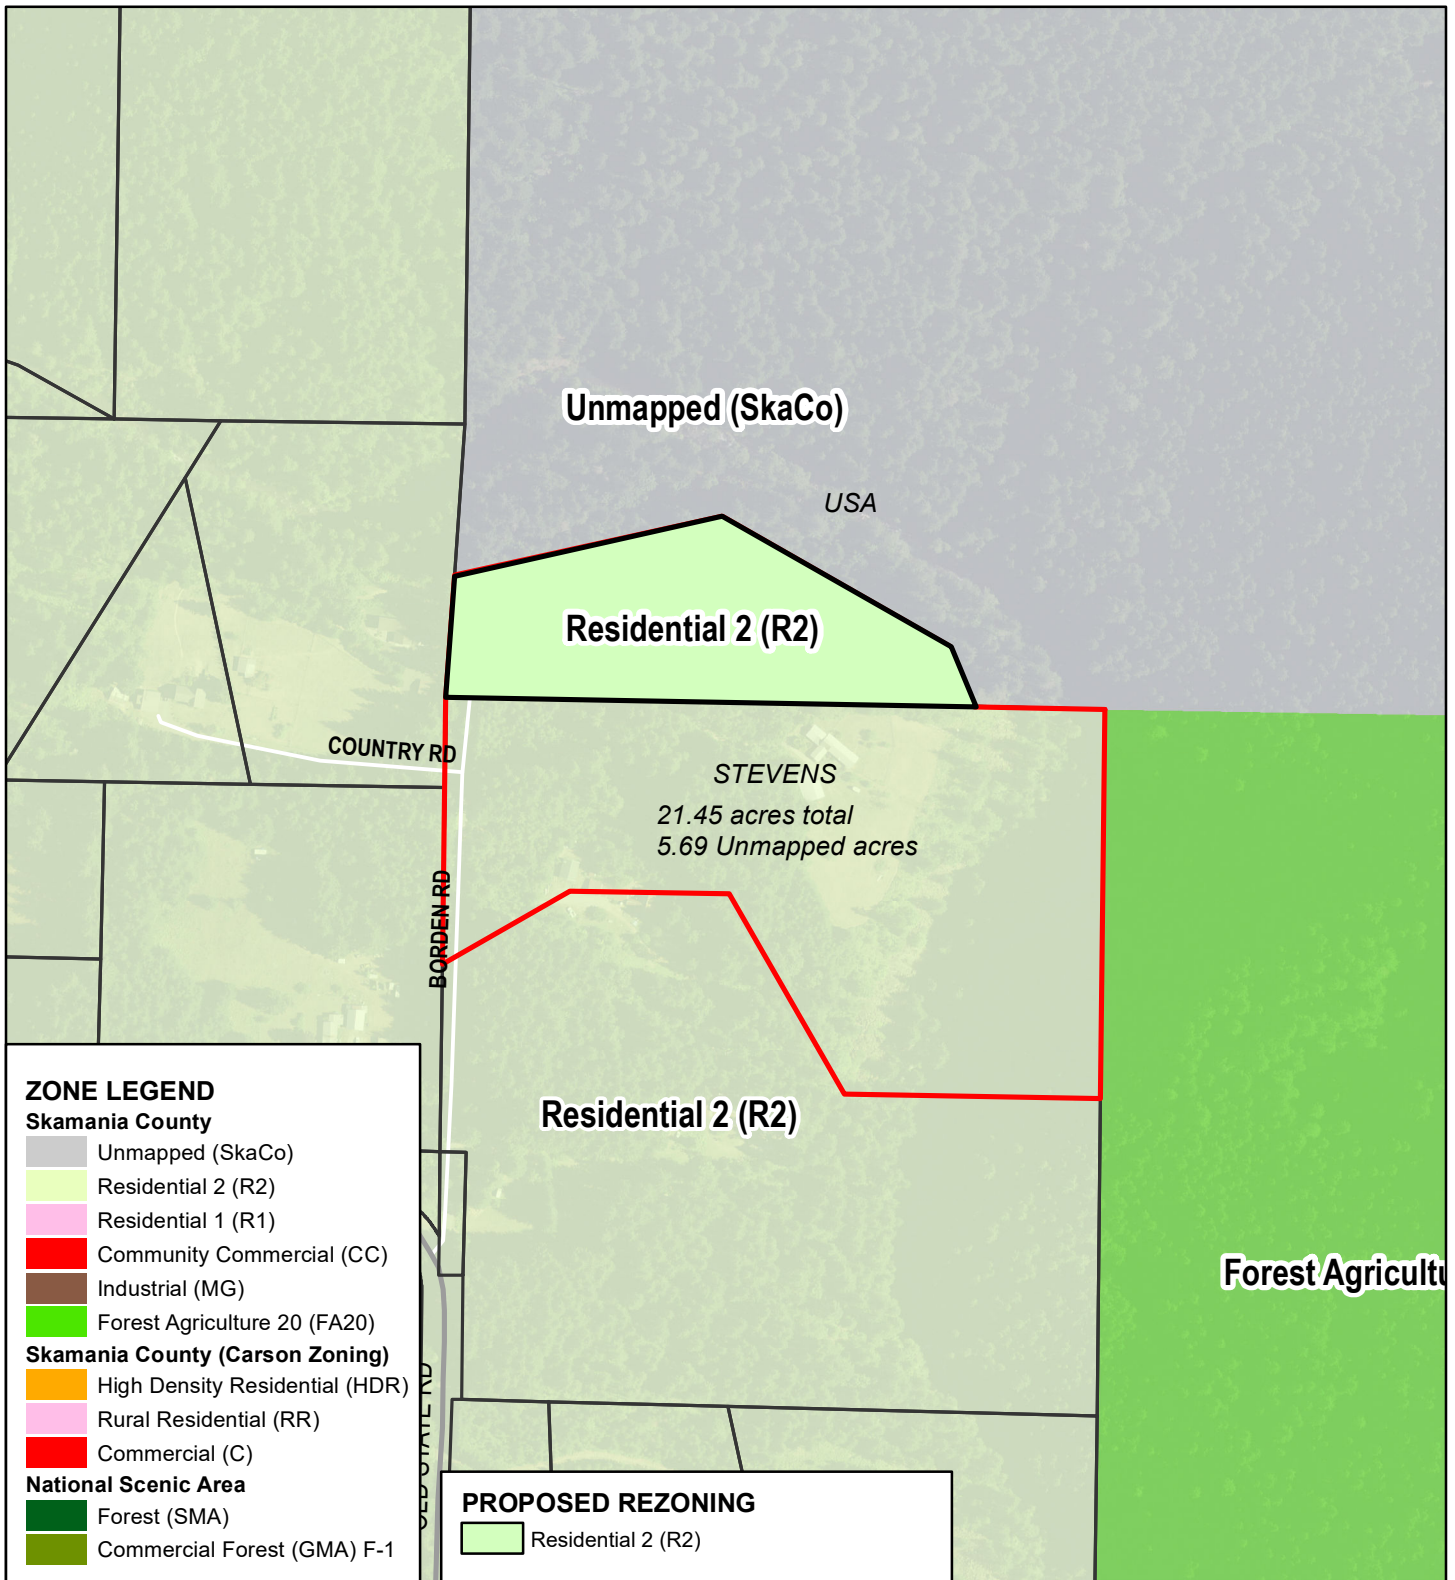 Unmapped (SkaCo)
USA
Residential 2 (R2)
COUNTRY RD
STEVENS
21.45 acres total
5.69 Unmapped acres
BORDEN RD
Residential 2 (R2)
Forest Agricultu
ZONE LEGEND
Skamania County
Unmapped (SkaCo)
Residential 2 (R2)
Residential 1 (R1)
Community Commercial (CC)
Industrial (MG)
Forest Agriculture 20 (FA20)
Skamania County (Carson Zoning)
High Density Residential (HDR)
Rural Residential (RR)
Commercial (C)
National Scenic Area
Forest (SMA)
Commercial Forest (GMA) F-1
STATE RD
PROPOSED REZONING
Residential 2 (R2)